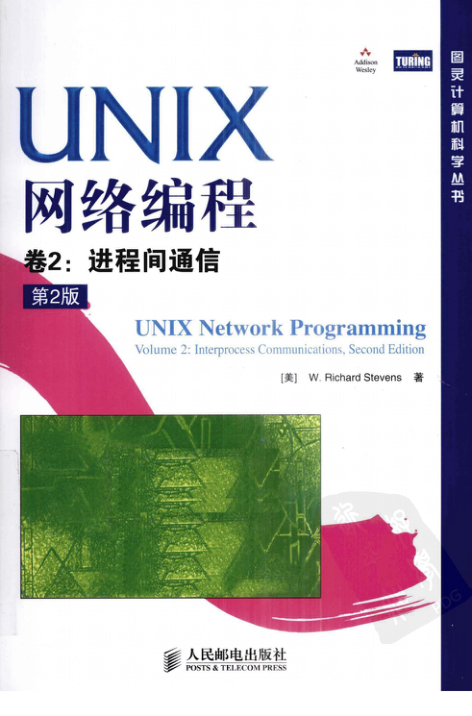 Addison
Wesley
TURING
图灵计算机科学丛书
UNIX
网络编程
卷2：进程间通信
第2版
UNIX Network Programming
Volume 2: Interprocess Communications, Second Edition
[美] W. Richard Stevens 著
人民邮电出版社
POSTS & TELECOM PRESS